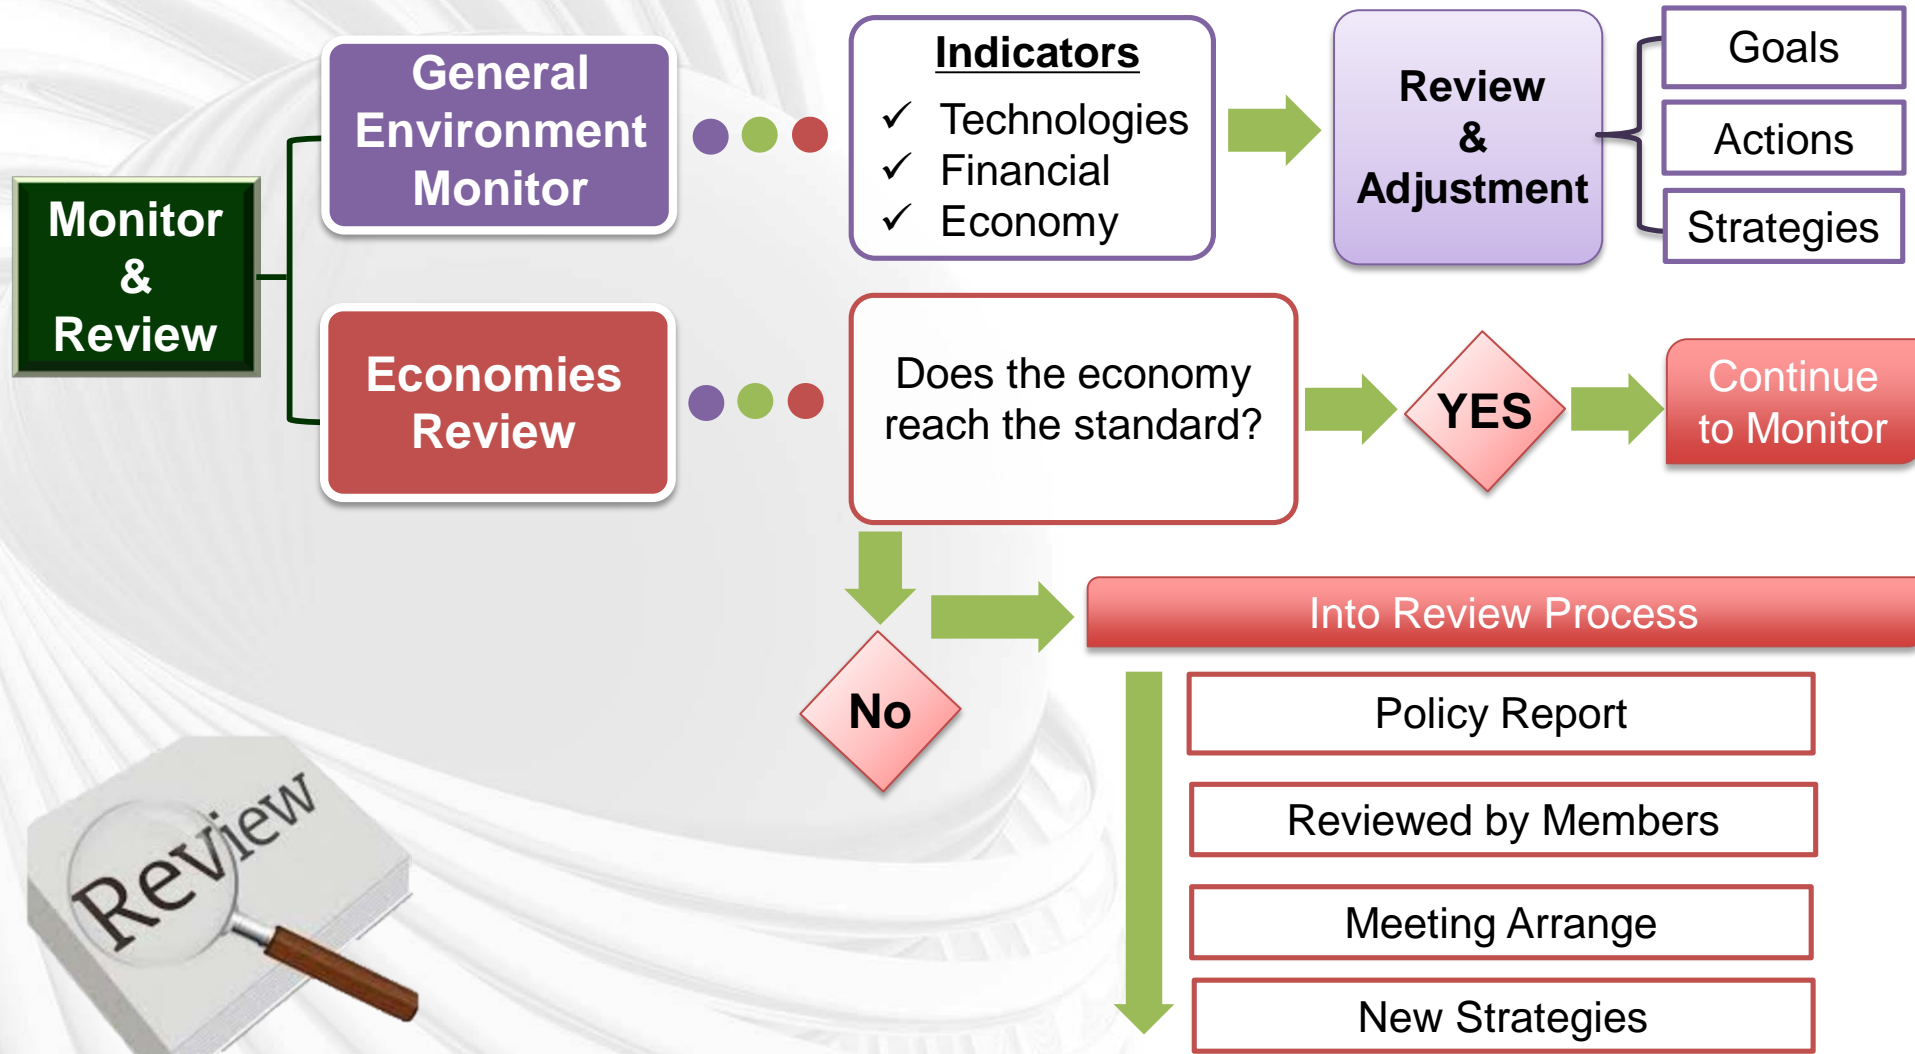 Monitor
&
Review
General
Environment
Monitor
Indicators
✓ Technologies
✓ Financial
✓ Economy
Review
&
Adjustment
Goals
Actions
Strategies
Economies
Review
Does the economy
reach the standard?
YES
Continue
to Monitor
No
Into Review Process
Policy Report
Reviewed by Members
Meeting Arrange
New Strategies
Review